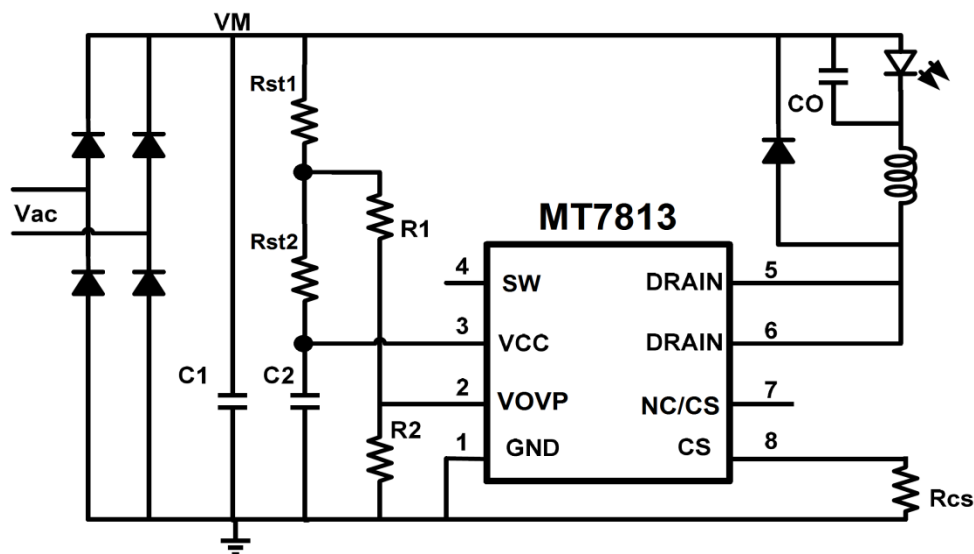 VM
Rst1
CO
Vac
R1
MT7813
Rst2
4
SW
DRAIN
5
3
VCC
DRAIN
6
C1
C2
2
VOVP
NC/CS
7
R2
1
GND
CS
8
Rcs